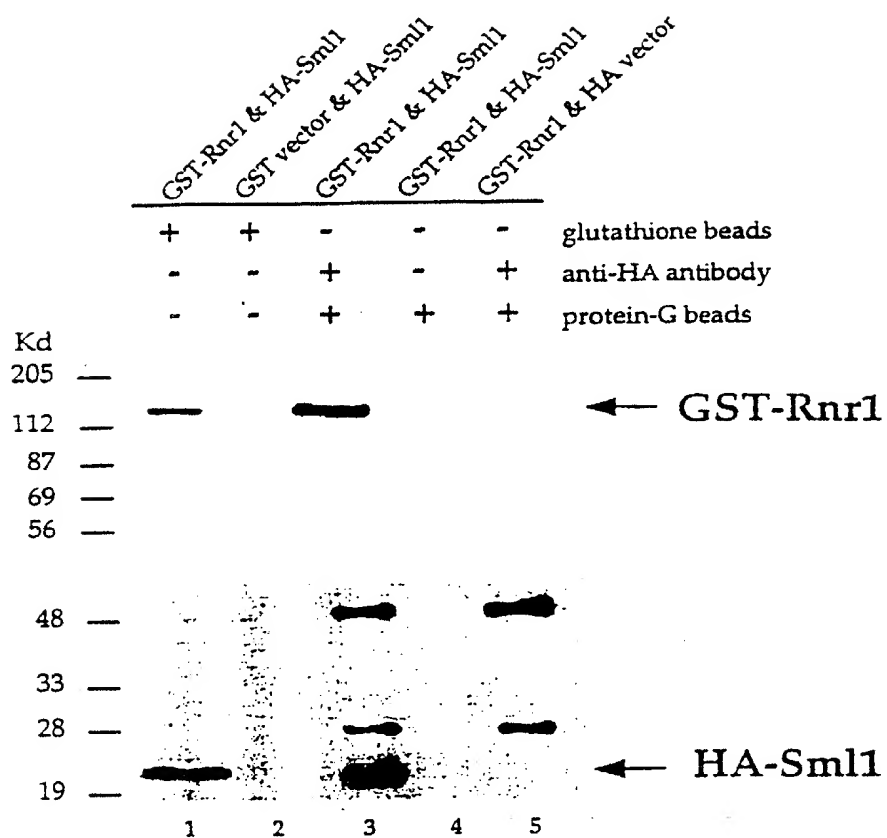 GST-Rnr1 & HA-Sml1
GST vector & HA-Sml1
GST-Rnr1 & HA-Sml1
GST-Rnr1 & HA-Sml1
GST-Rnr1 & HA vector
+ + - - - glutathione beads
- - + - + anti-HA antibody
- - + + + protein-G beads
Kd
205
GST-Rnr1
112
87
69
56
48
33
28
HA-Sml1
19
1 2 3 4 5